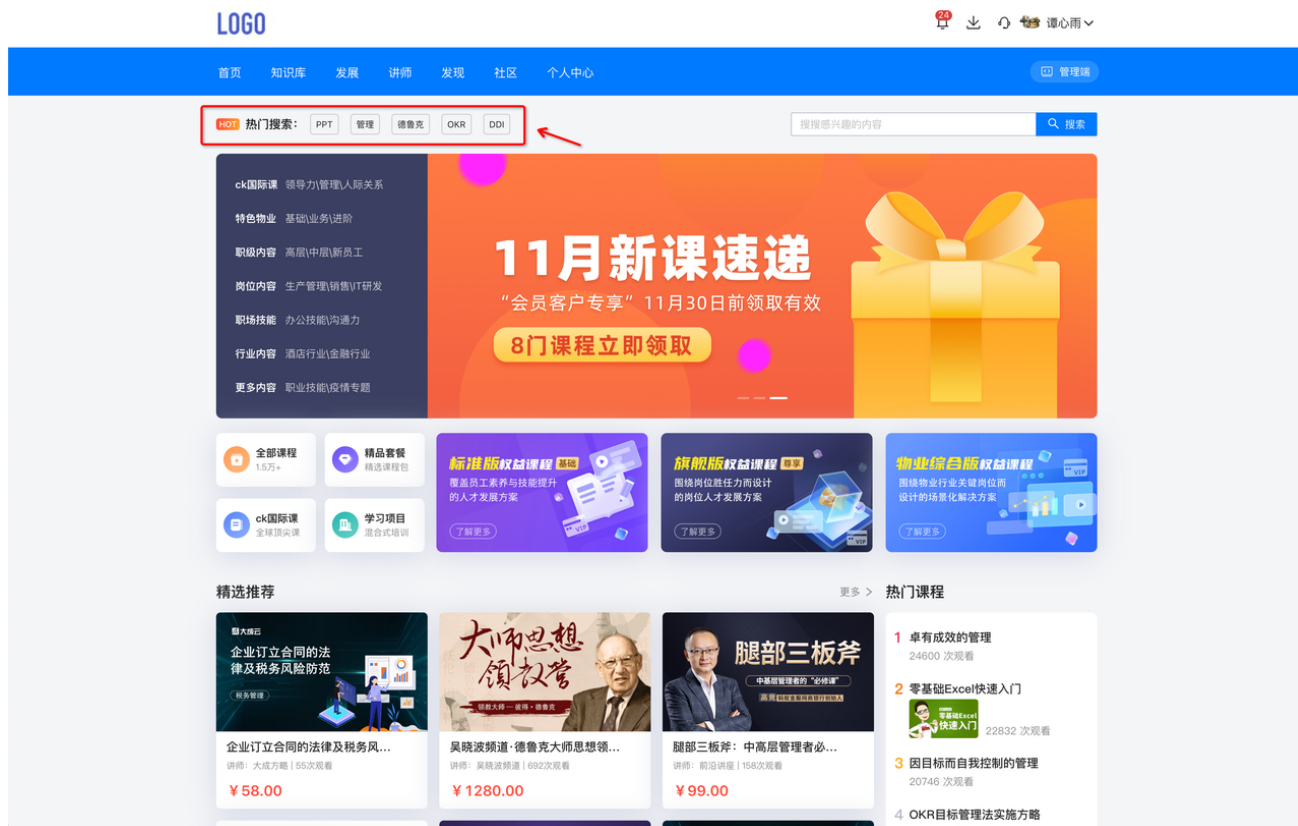 LOGO
24
谭心雨
首页 知识库 发展 讲师 发现 社区 个人中心
管理端
HOT 热门搜索： PPT 管理 德鲁克 OKR DDI
搜搜感兴趣的内容
搜索
ck国际课 领导力\管理\人际关系
特色物业 基础\业务\进阶
职级内容 高层\中层\新员工
岗位内容 生产管理\销售\IT研发
职场技能 办公技能\沟通力
行业内容 酒店行业\金融行业
更多内容 职业技能\疫情专题
11月新课速递
“会员客户专享”11月30日前领取有效
8门课程立即领取
全部课程
1.5万+
精品套餐
精选课程包
ck国际课
全球顶尖课
学习项目
混合式培训
标准版权益课程 基础
覆盖员工素养与技能提升
的人才发展方案
了解更多
VIP
旗舰版权益课程 尊享
围绕岗位胜任力而设计
的岗位人才发展方案
了解更多
VIP
物业综合版权益课程
围绕物业行业关键岗位而
设计的场景化解决方案
了解更多
VIP
精选推荐
更多
大成云
企业订立合同的法
律及税务风险防范
税务管理
企业订立合同的法律及税务风...
讲师：大成方略 | 55次观看
￥58.00
大师思想
领教堂
领教大师 — 彼得·德鲁克
吴晓波频道·德鲁克大师思想领...
讲师：吴晓波频道 | 692次观看
￥1280.00
腿部三板斧
中基层管理者的“必修课”
腿部三板斧：中高层管理者必...
讲师：前沿讲座 | 158次观看
￥99.00
热门课程
1 卓有成效的管理
24600 次观看
2 零基础Excel快速入门
零基础Excel
快速入门
22832 次观看
3 因目标而自我控制的管理
20746 次观看
4 OKR目标管理法实施方略